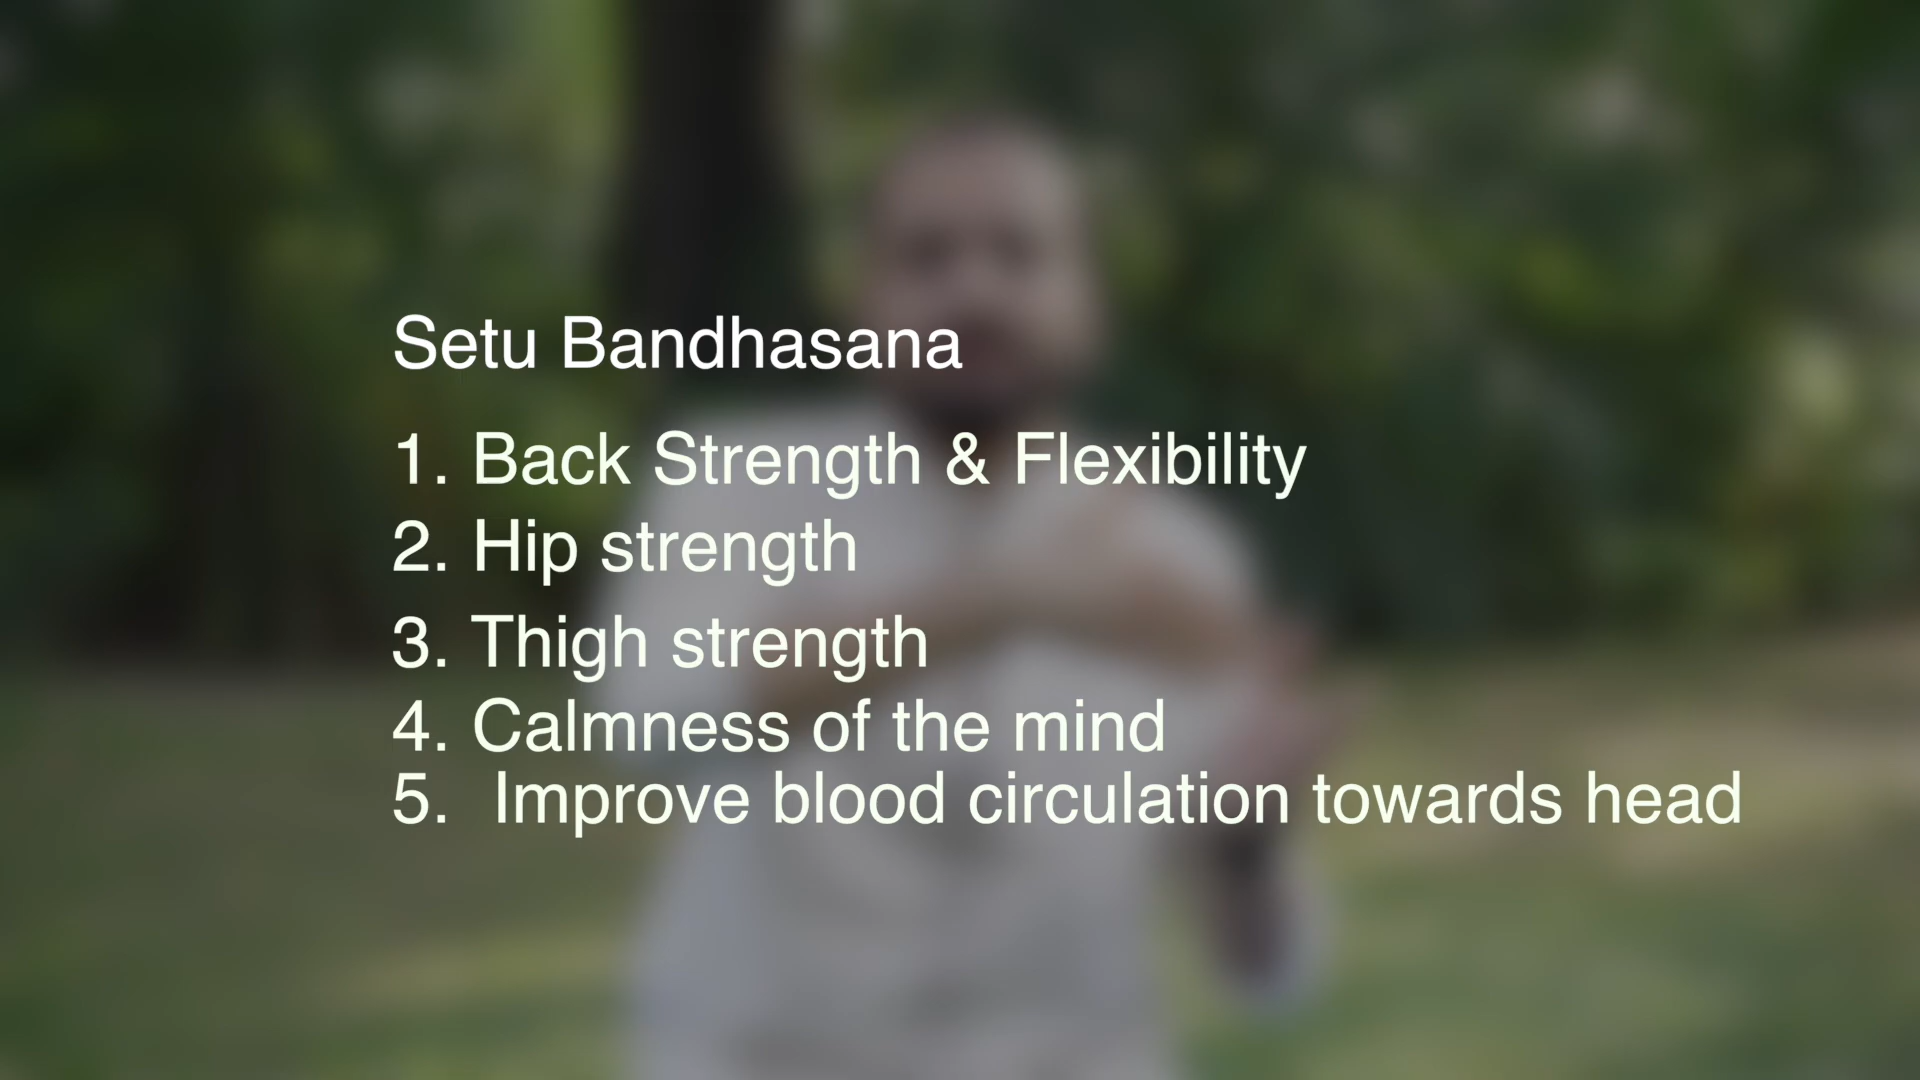 Setu Bandhasana
1. Back Strength & Flexibility
2. Hip strength
3. Thigh strength
4. Calmness of the mind
5. Improve blood circulation towards head